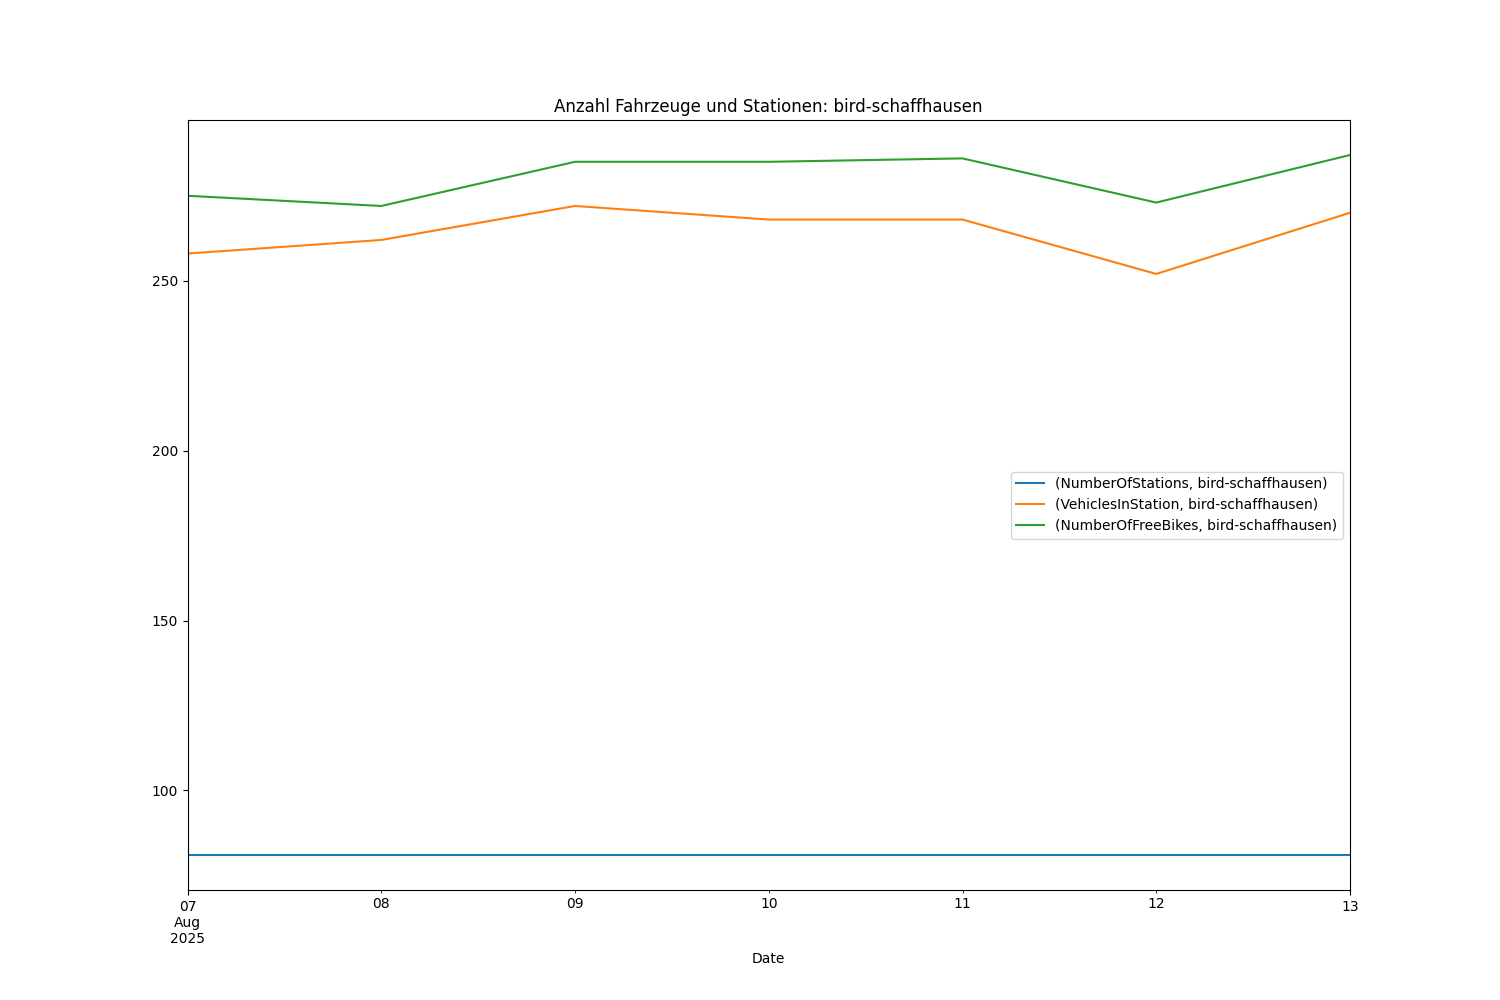 Anzahl Fahrzeuge und Stationen: bird-schaffhausen
250
200
150
100
(NumberOfStations, bird-schaffhausen)
(VehiclesInStation, bird-schaffhausen)
(NumberOfFreeBikes, bird-schaffhausen)
07 08 09 10 11 12 13
Aug
2025
Date